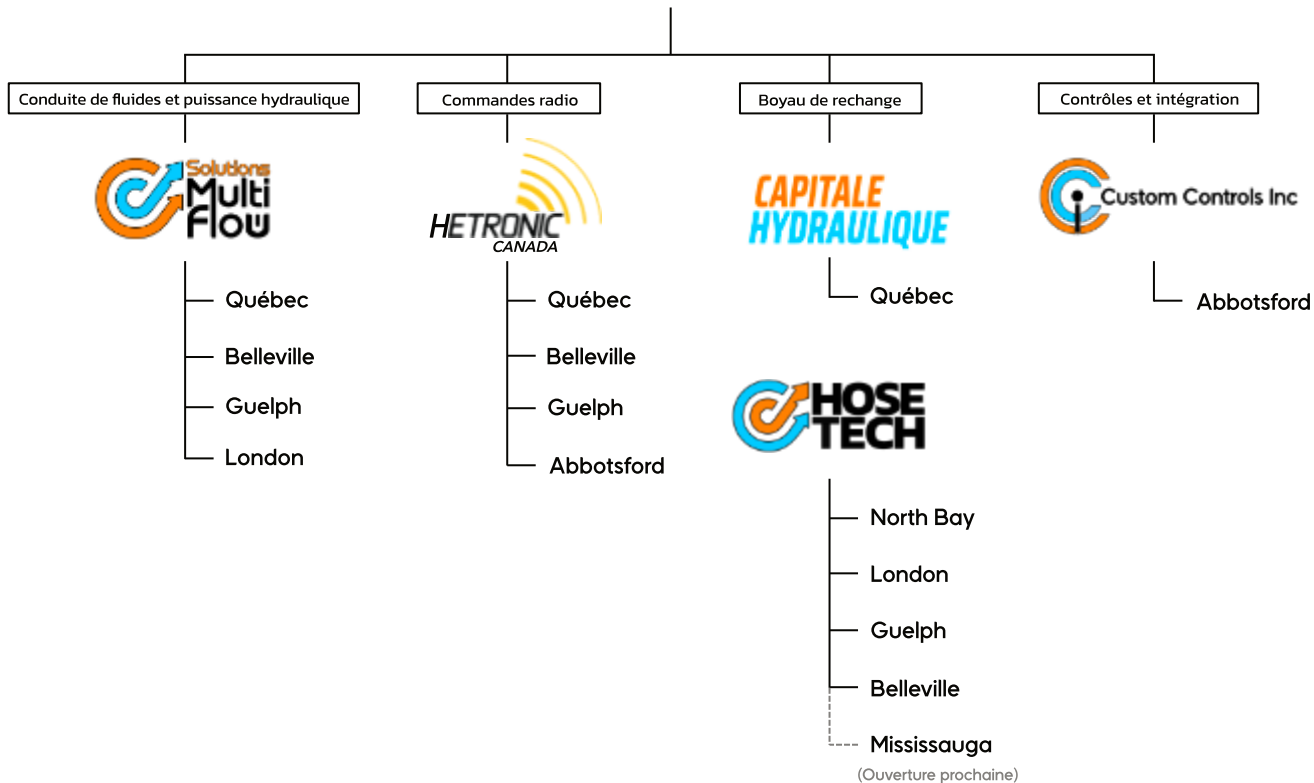 Conduite de fluides et puissance hydraulique
Solutions
Multi
Flow
Québec
Belleville
Guelph
London
Commandes radio
HETRONIC
CANADA
Québec
Belleville
Guelph
Abbotsford
Boyau de rechange
CAPITALE
HYDRAULIQUE
Québec
HOSE
TECH
North Bay
London
Guelph
Belleville
Mississauga
(Ouverture prochaine)
Contrôles et intégration
Custom Controls Inc
Abbotsford